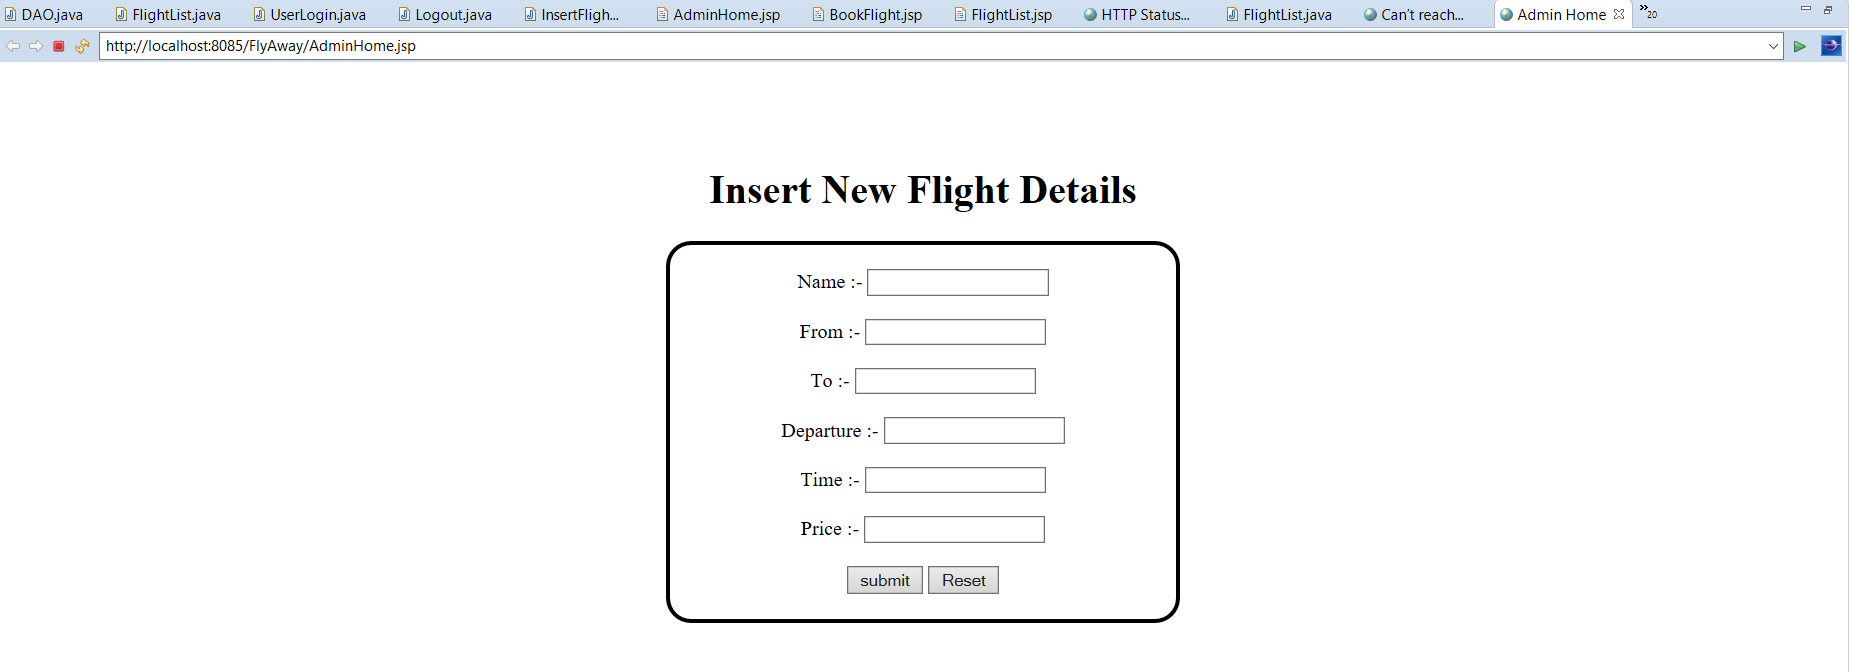 DAO.java FlightList.java UserLogin.java Logout.java InsertFligh... AdminHome.jsp BookFlight.jsp FlightList.jsp HTTP Status... FlightList.java Can't reach... Admin Home »20
http://localhost:8085/FlyAway/AdminHome.jsp
Insert New Flight Details
Name :-
From :-
To :-
Departure :-
Time :-
Price :-
submit Reset